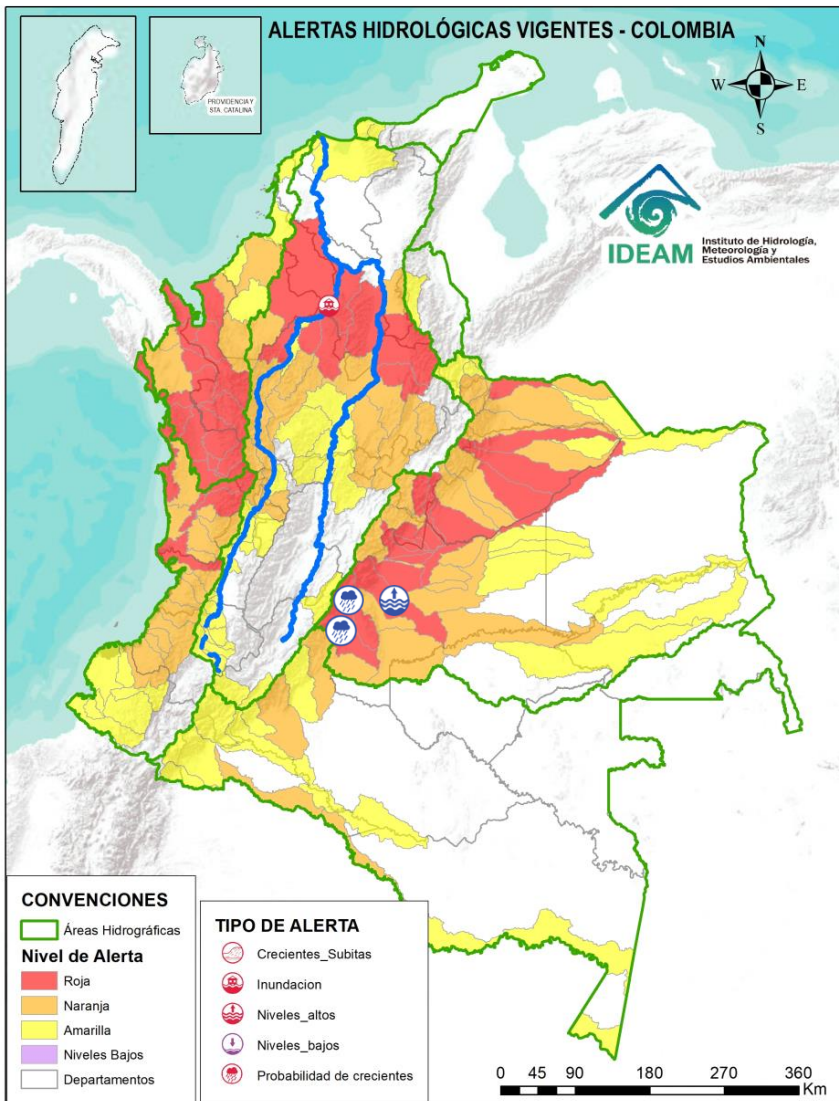 ALERTAS HIDROLÓGICAS VIGENTES - COLOMBIA
PROVIDENCIA Y
STA. CATALINA
N
W
E
S
IDEAM
Instituto de Hidrología,
Meteorología y
Estudios Ambientales
CONVENCIONES
Áreas Hidrográficas
Nivel de Alerta
Roja
Naranja
Amarilla
Niveles Bajos
Departamentos
TIPO DE ALERTA
Crecientes_Subitas
Inundacion
Niveles_altos
Niveles_bajos
Probabilidad de crecientes
0 45 90 180 270 360
Km